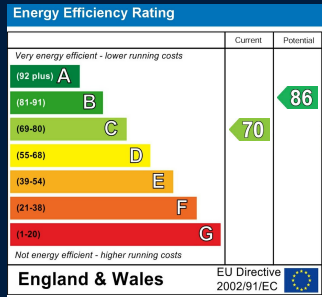 Energy Efficiency Rating
Current Potential
Very energy efficient - lower running costs
(92 plus) A
(81-91) B
86
(69-80) C
70
(55-68) D
(39-54) E
(21-38) F
(1-20) G
Not energy efficient - higher running costs
England & Wales
EU Directive
2002/91/EC